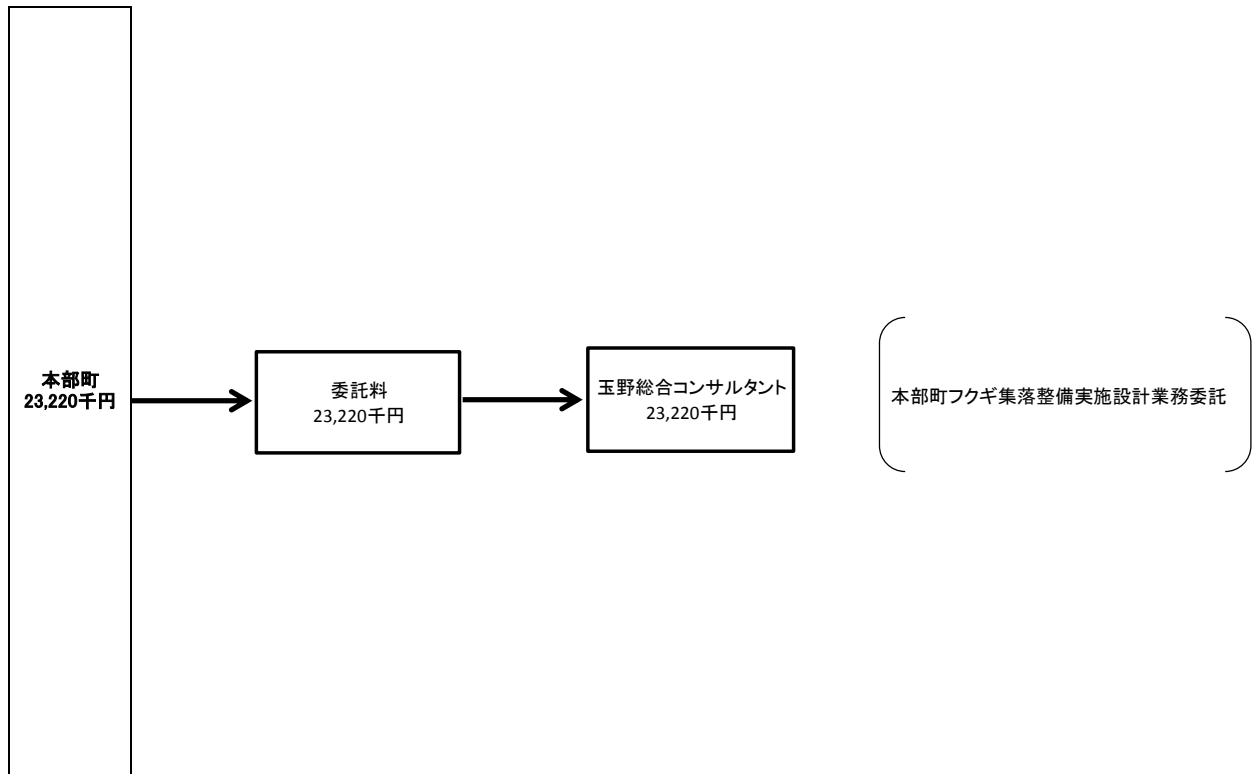 本部町
23,220千円
委託料
23,220千円
玉野総合コンサルタント
23,220千円
本部町フクギ集落整備実施設計業務委託